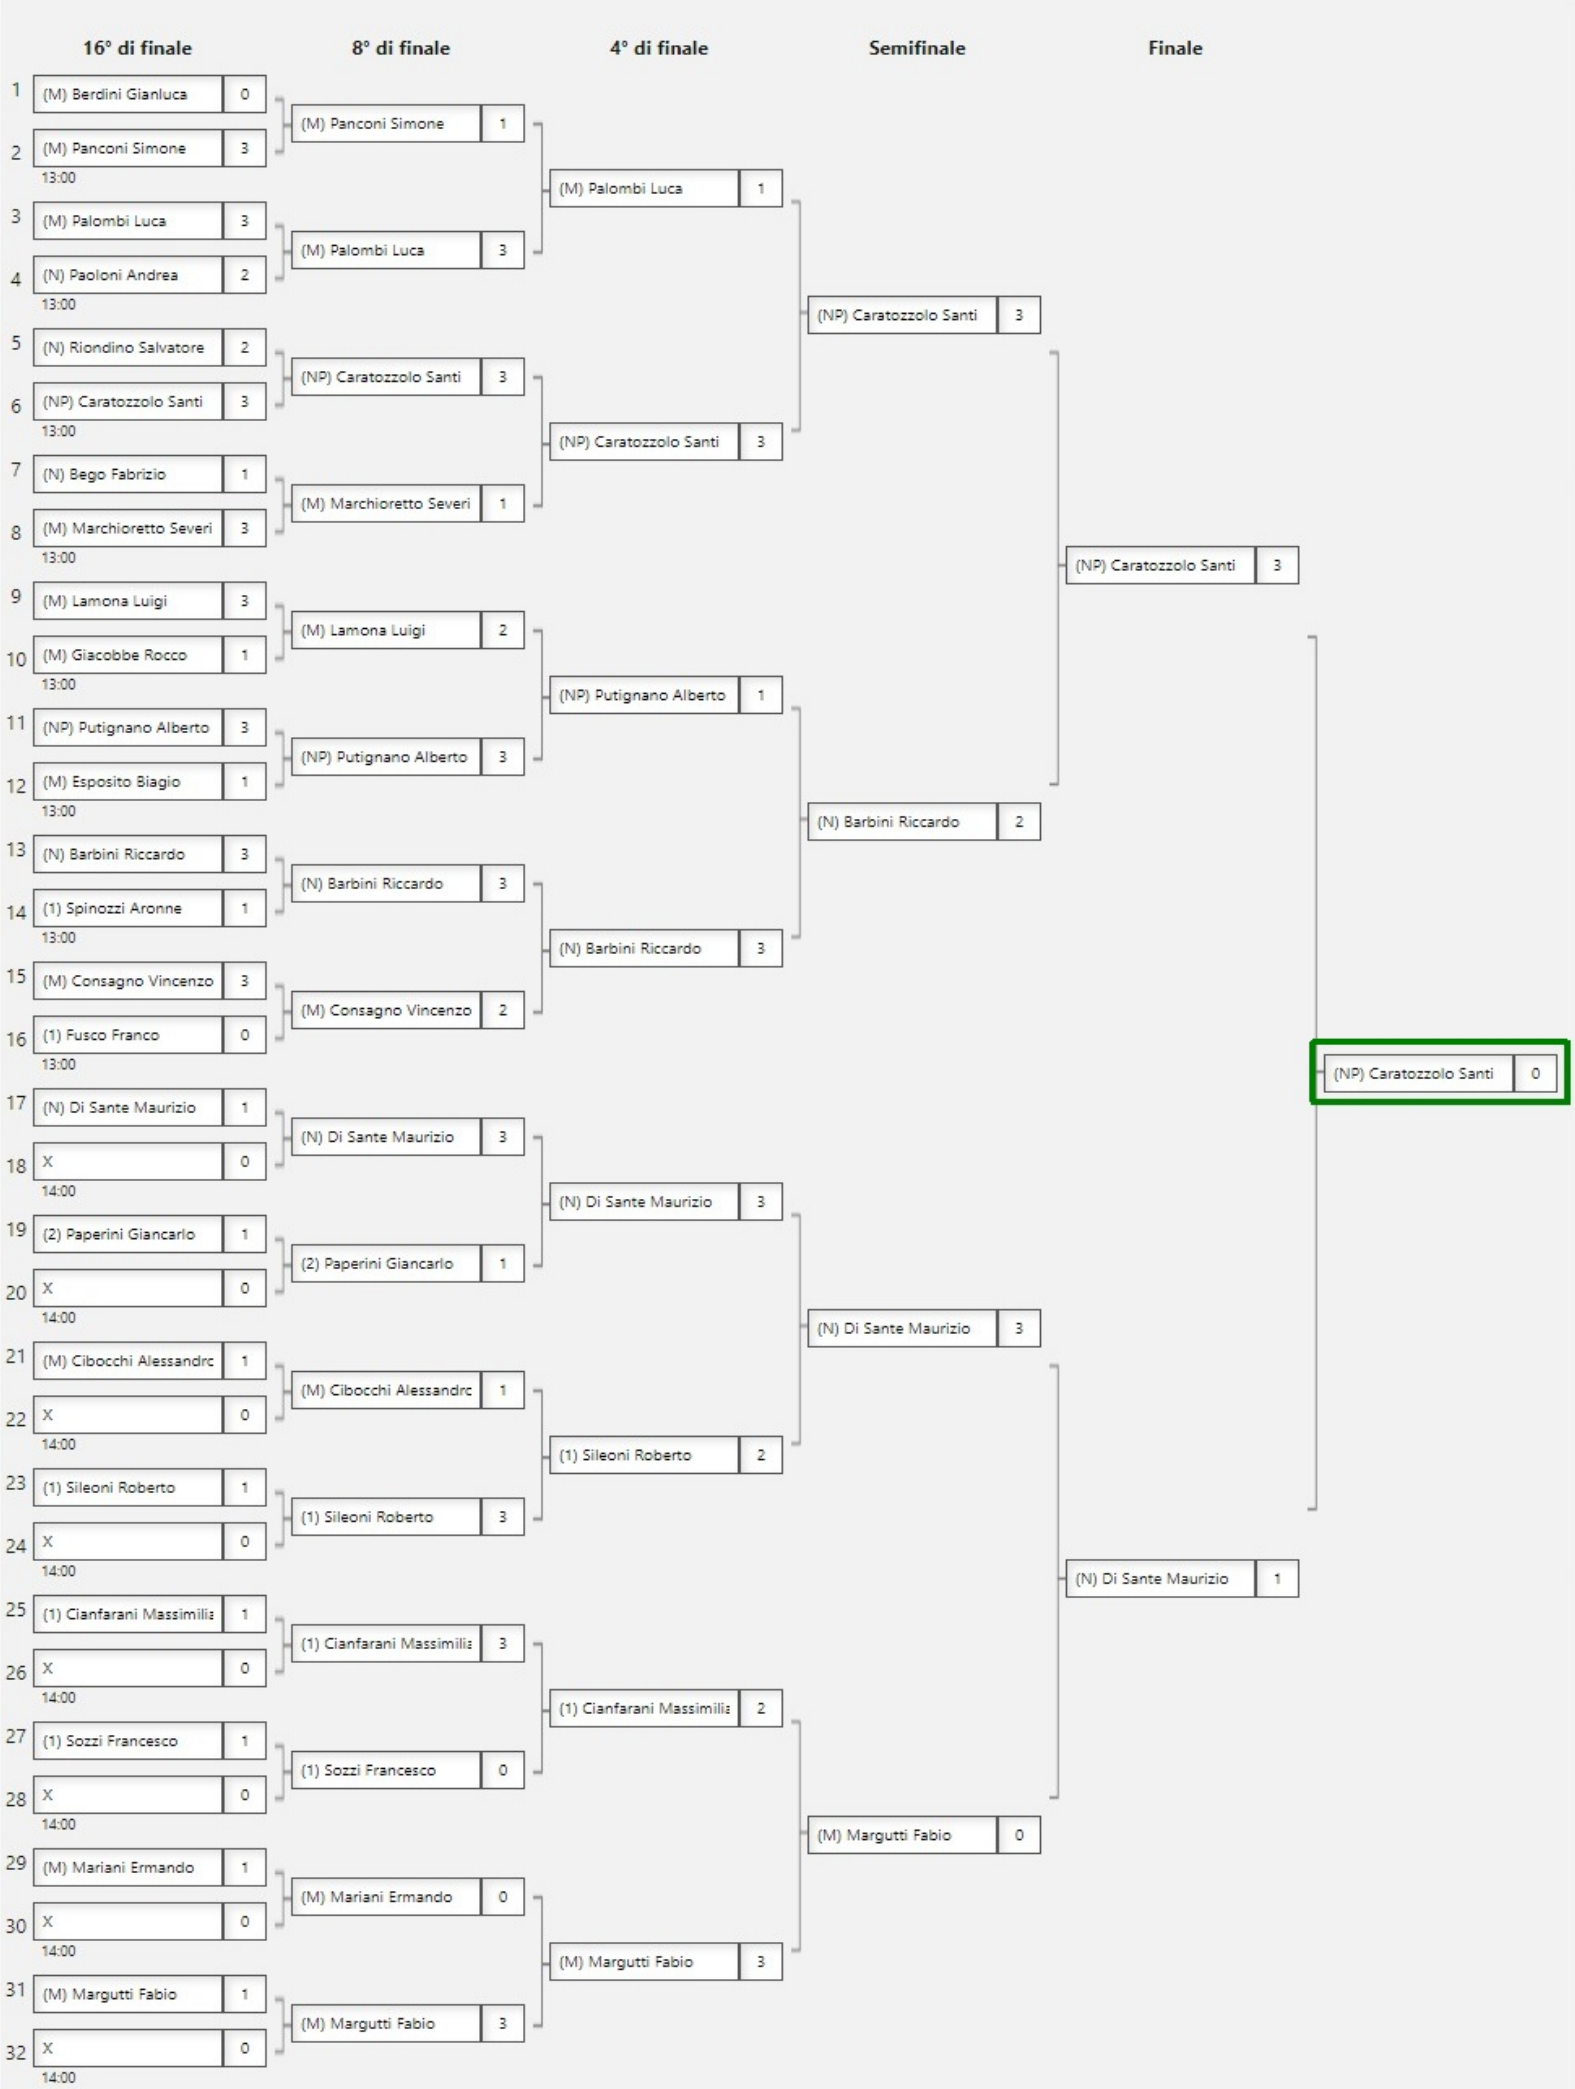 16° di finale 8° di finale 4° di finale Semifinale Finale
1 (M) Berdini Gianluca 0
(M) Panconi Simone 1
2 (M) Panconi Simone 3
13:00
(M) Palombi Luca 1
3 (M) Palombi Luca 3
(M) Palombi Luca 3
4 (N) Paoloni Andrea 2
13:00
(NP) Caratozzolo Santi 3
5 (N) Riondino Salvatore 2
(NP) Caratozzolo Santi 3
6 (NP) Caratozzolo Santi 3
13:00
(NP) Caratozzolo Santi 3
7 (N) Bego Fabrizio 1
(M) Marchioretto Severi 1
8 (M) Marchioretto Severi 3
13:00
(NP) Caratozzolo Santi 3
9 (M) Lamona Luigi 3
(M) Lamona Luigi 2
10 (M) Giacobbe Rocco 1
13:00
(NP) Putignano Alberto 1
11 (NP) Putignano Alberto 3
(NP) Putignano Alberto 3
12 (M) Esposito Biagio 1
13:00
(N) Barbini Riccardo 2
13 (N) Barbini Riccardo 3
(N) Barbini Riccardo 3
14 (1) Spinozzi Aronne 1
13:00
(N) Barbini Riccardo 3
15 (M) Consagno Vincenzo 3
(M) Consagno Vincenzo 2
16 (1) Fusco Franco 0
13:00
(NP) Caratozzolo Santi 0
17 (N) Di Sante Maurizio 1
(N) Di Sante Maurizio 3
18 X 0
14:00
(N) Di Sante Maurizio 3
19 (2) Paperini Giancarlo 1
(2) Paperini Giancarlo 1
20 X 0
14:00
(N) Di Sante Maurizio 3
21 (M) Cibocchi Alessandro 1
(M) Cibocchi Alessandro 1
22 X 0
14:00
(1) Sileoni Roberto 2
23 (1) Sileoni Roberto 1
(1) Sileoni Roberto 3
24 X 0
14:00
(N) Di Sante Maurizio 1
25 (1) Cianfarani Massimilia 1
(1) Cianfarani Massimilia 3
26 X 0
14:00
(1) Cianfarani Massimilia 2
27 (1) Sozzi Francesco 1
(1) Sozzi Francesco 0
28 X 0
14:00
(M) Margutti Fabio 0
29 (M) Mariani Ermando 1
(M) Mariani Ermando 0
30 X 0
14:00
(M) Margutti Fabio 3
31 (M) Margutti Fabio 1
(M) Margutti Fabio 3
32 X 0
14:00